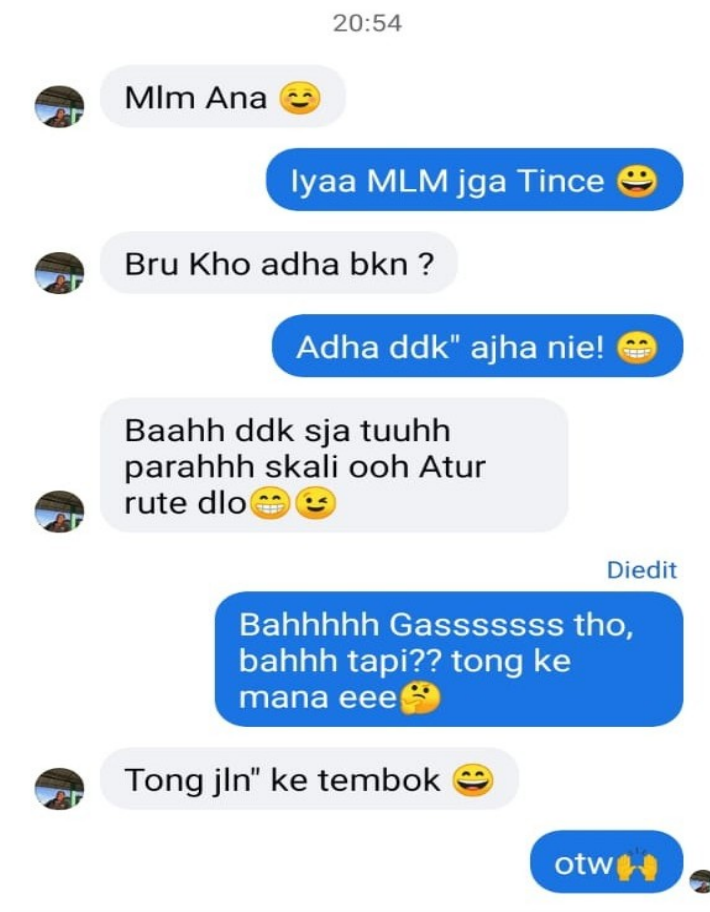 20:54
Mlm Ana 😊
Iyaa MLM jga Tince 😀
Bru Kho adha bkn ?
Adha ddk" ajha nie! 😁
Baahh ddk sja tuuhh
parahhh skali ooh Atur
rute dlo😁😉
Diedit
Bahhhhh Gasssssss tho,
bahhh tapi?? tong ke
mana eee🤔
Tong jln" ke tembok 😄
otw🙌